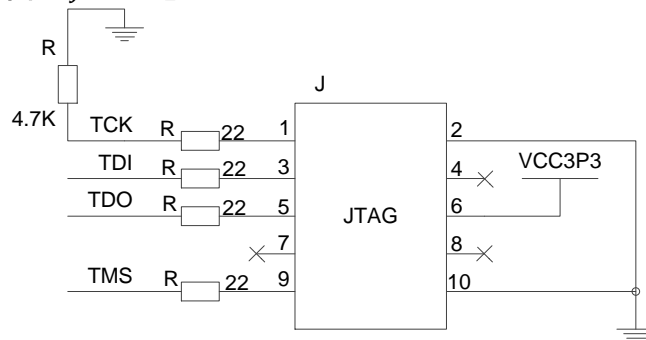 R
4.7K
J
TCK R 22 1 2
TDI R 22 3 4 VCC3P3
TDO R 22 5 JTAG 6
7 8
TMS R 22 9 10